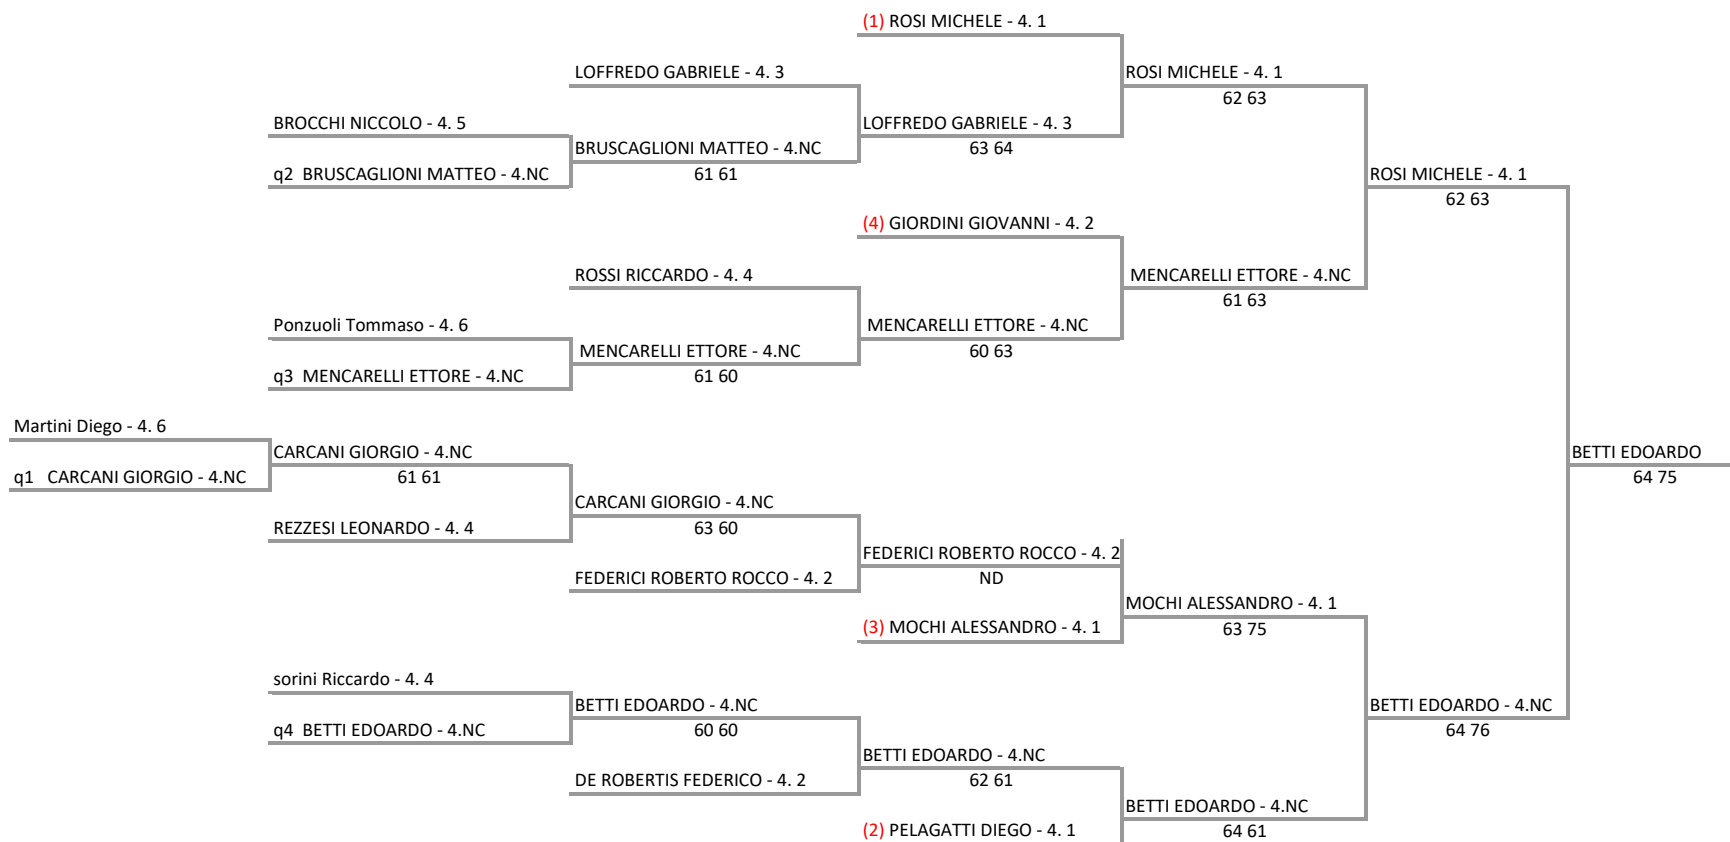 (1) ROSI MICHELE - 4. 1
LOFFREDO GABRIELE - 4. 3
ROSI MICHELE - 4. 1
62 63
BROCCHI NICCOLO - 4. 5
LOFFREDO GABRIELE - 4. 3
BRUSCAGLIONI MATTEO - 4.NC
63 64
q2 BRUSCAGLIONI MATTEO - 4.NC
61 61
ROSI MICHELE - 4. 1
62 63
(4) GIORDINI GIOVANNI - 4. 2
ROSSI RICCARDO - 4. 4
MENCARELLI ETTORE - 4.NC
61 63
Ponzuoli Tommaso - 4. 6
MENCARELLI ETTORE - 4.NC
MENCARELLI ETTORE - 4.NC
60 63
q3 MENCARELLI ETTORE - 4.NC
61 60
Martini Diego - 4. 6
CARCANI GIORGIO - 4.NC
BETTI EDOARDO
q1 CARCANI GIORGIO - 4.NC
61 61
64 75
CARCANI GIORGIO - 4.NC
REZZESI LEONARDO - 4. 4
63 60
FEDERICI ROBERTO ROCCO - 4. 2
FEDERICI ROBERTO ROCCO - 4. 2
ND
MOCHI ALESSANDRO - 4. 1
(3) MOCHI ALESSANDRO - 4. 1
63 75
sorini Riccardo - 4. 4
BETTI EDOARDO - 4.NC
BETTI EDOARDO - 4.NC
q4 BETTI EDOARDO - 4.NC
60 60
64 76
BETTI EDOARDO - 4.NC
DE ROBERTIS FEDERICO - 4. 2
62 61
BETTI EDOARDO - 4.NC
(2) PELAGATTI DIEGO - 4. 1
64 61